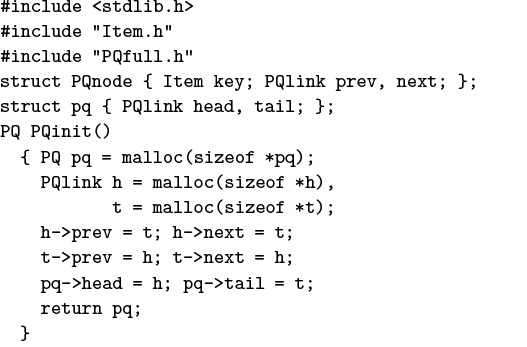 #include <stdlib.h>
#include "Item.h"
#include "PQfull.h"
struct PQnode { Item key; PQlink prev, next; };
struct pq { PQlink head, tail; };
PQ PQinit()
  { PQ pq = malloc(sizeof *pq);
    PQlink h = malloc(sizeof *h),
           t = malloc(sizeof *t);
    h->prev = t; h->next = t;
    t->prev = h; t->next = h;
    pq->head = h; pq->tail = t;
    return pq;
  }